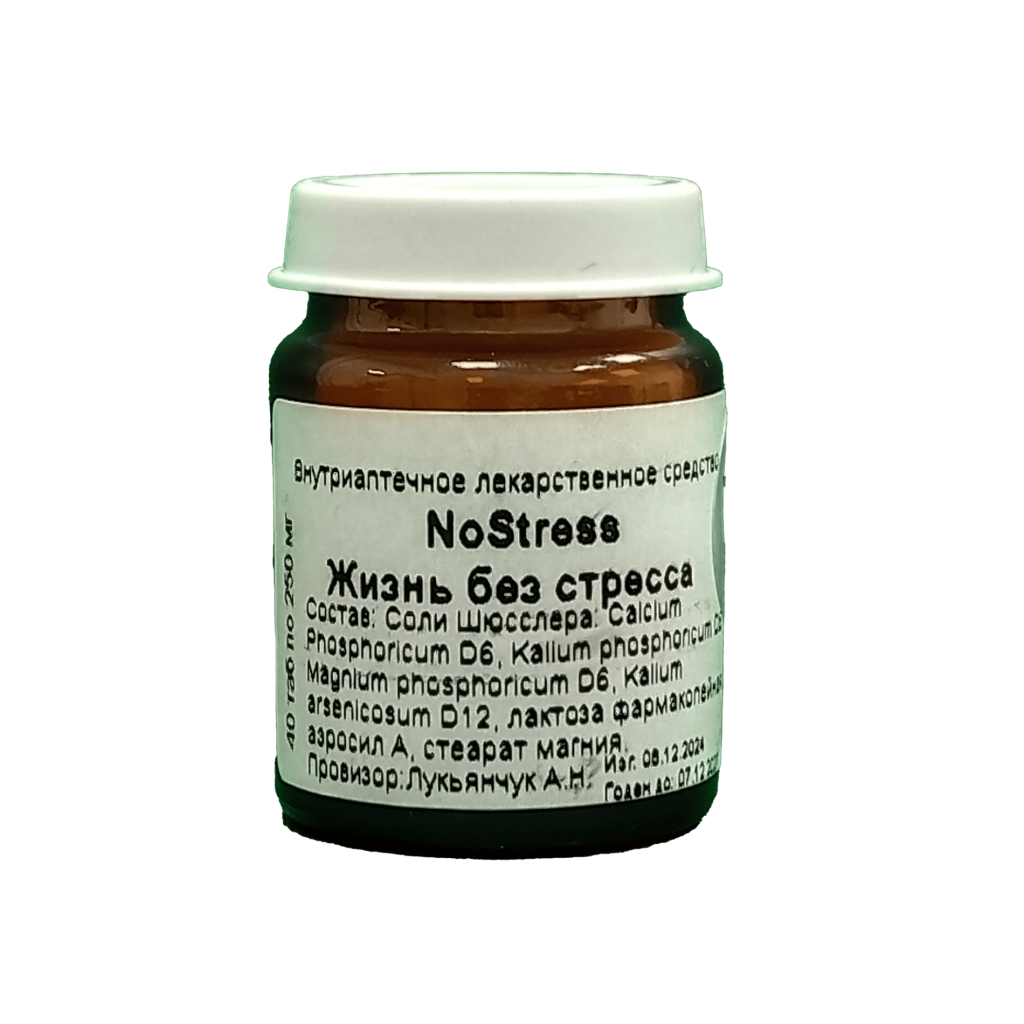 Внутриаптечное лекарственное средство
NoStress
Жизнь без стресса
Состав: Соли Шюсслера: Calcium
Phosphoricum D6, Kalium phosphoricum
Magnium phosphoricum D6, Kalium
arsenicosum D12, лактоза фармакопейная
аэросил А, стеарат магния.
Провизор:Лукьянчук А.Н.
Изг. 08.12.2024
Годен до: 07.12
40 таб по 250 мг